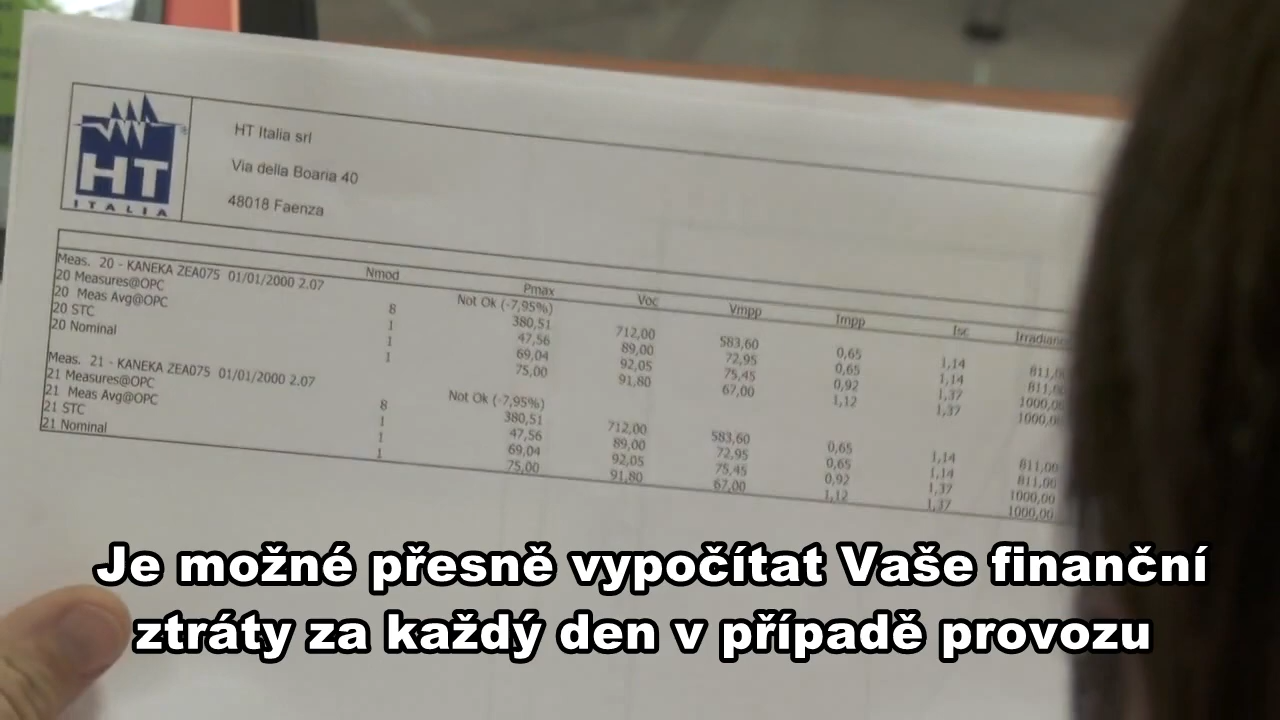 HT
ITALIA
HT Italia srl
Via della Boaria 40
48018 Faenza
Nmod Pmax Voc Vmpp Impp Isc
Meas. 20 - KANEKA ZEA075 01/01/2000 2.07 Not Ok (-7,95%)
20 Measures@OPC 8 380,51 712,00 583,60 0,65 1,14 811,0
20 Meas Avg@OPC 1 47,56 89,00 72,95 0,65 1,14 811,0
20 STC 1 69,04 92,05 75,45 0,92 1,37 1000,0
20 Nominal 1 75,00 91,80 67,00 1,12 1,37 1000,0
Meas. 21 - KANEKA ZEA075 01/01/2000 2.07 Not Ok (-7,95%)
21 Measures@OPC 8 380,51 712,00 583,60 0,65 1,14 811,00
21 Meas Avg@OPC 1 47,56 89,00 72,95 0,65 1,14 811,00
21 STC 1 69,04 92,05 75,45 0,92 1,37 1000,00
21 Nominal 1 75,00 91,80 67,00 1,12 1,37 1000,00
Je možné přesně vypočítat Vaše finanční
ztráty za každý den v případě provozu